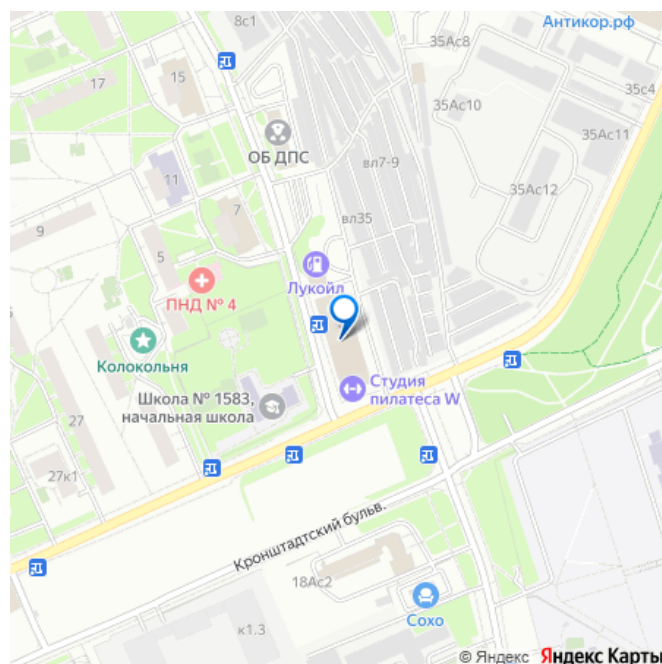 8с1
Антикор.рф
35Ас8
35с4
15
17
35Ас10
35Ас11
ОБ ДПС
вл7-9
35Ас12
11
7
вл35
9
5
Лукойл
ПНД № 4
Колокольня
Студия
пилатеса W
Школа № 1583,
начальная школа
27
27к1
Кронштадтский бульв.
18Ас2
Сохо
к1.3
© Яндекс Яндекс Карты